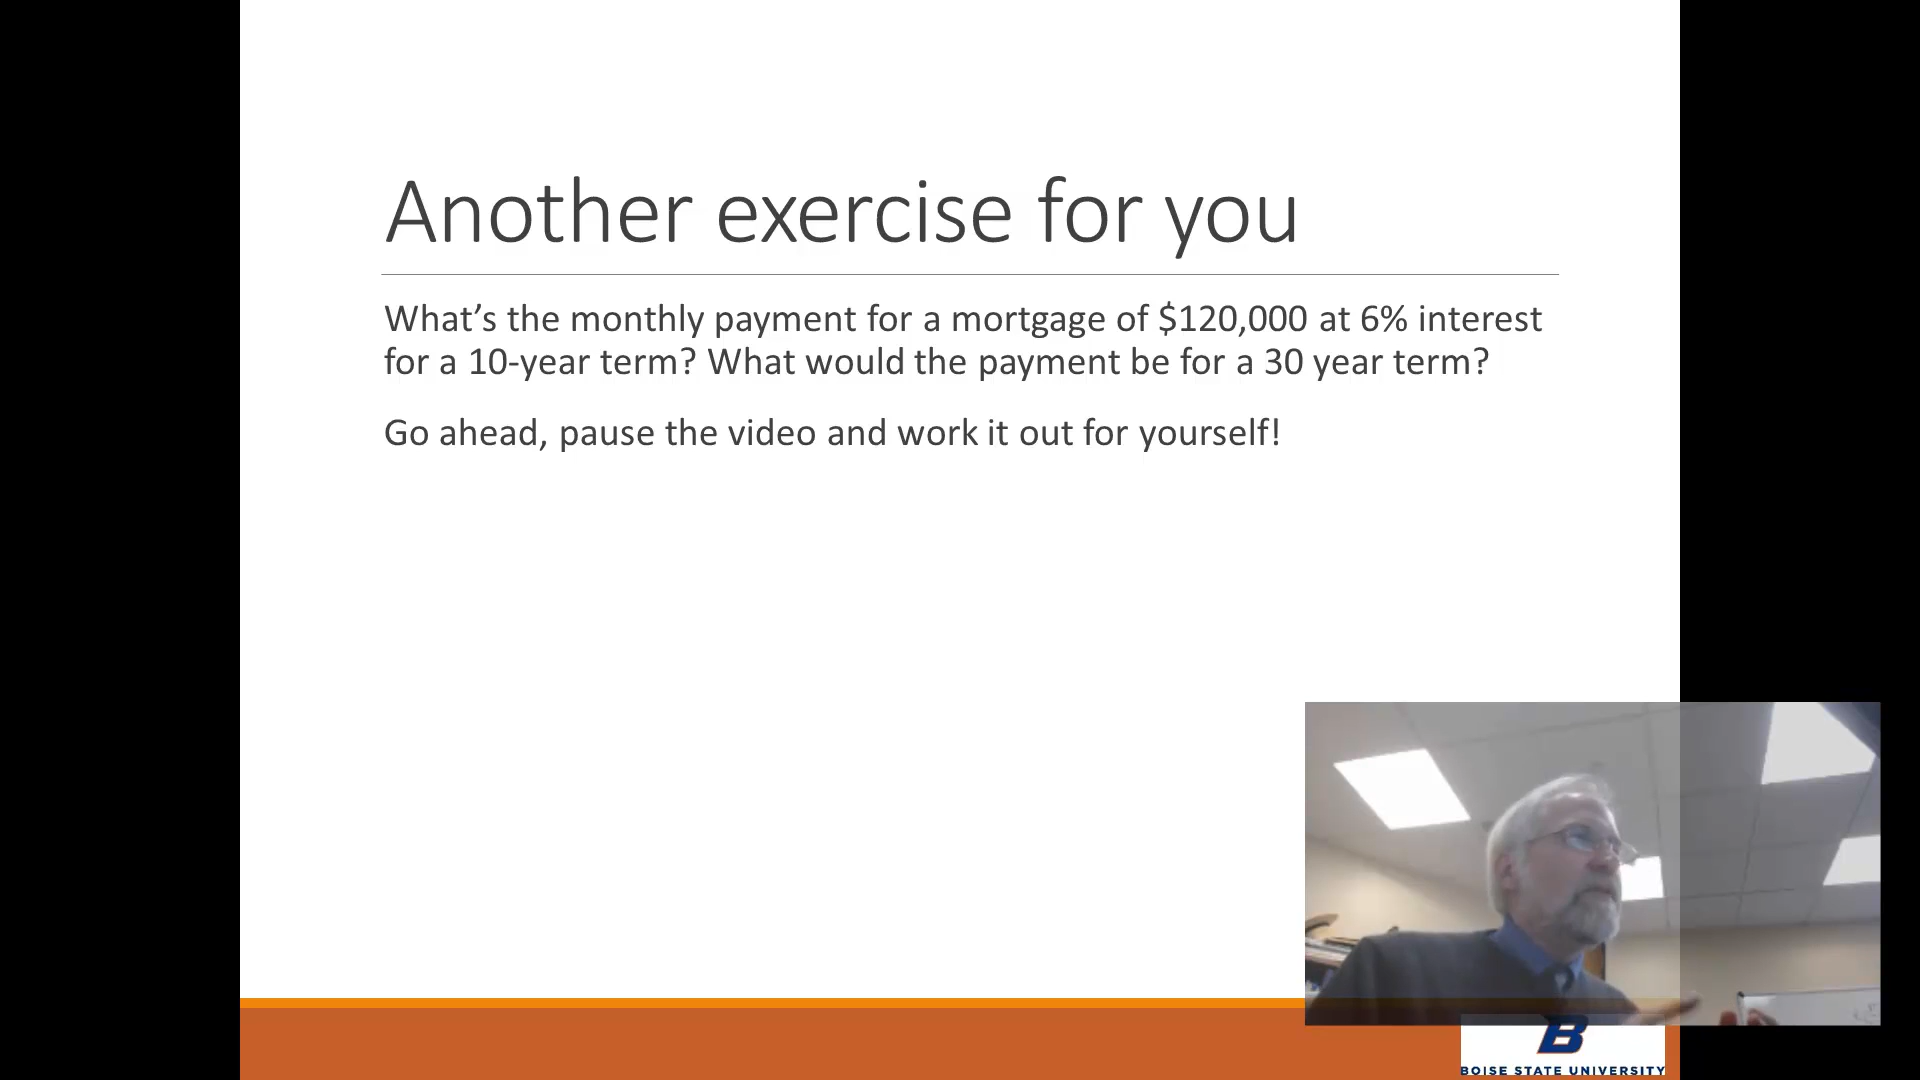 Another exercise for you
What’s the monthly payment for a mortgage of $120,000 at 6% interest
for a 10-year term? What would the payment be for a 30 year term?
Go ahead, pause the video and work it out for yourself!
B
BOISE STATE UNIVERSITY